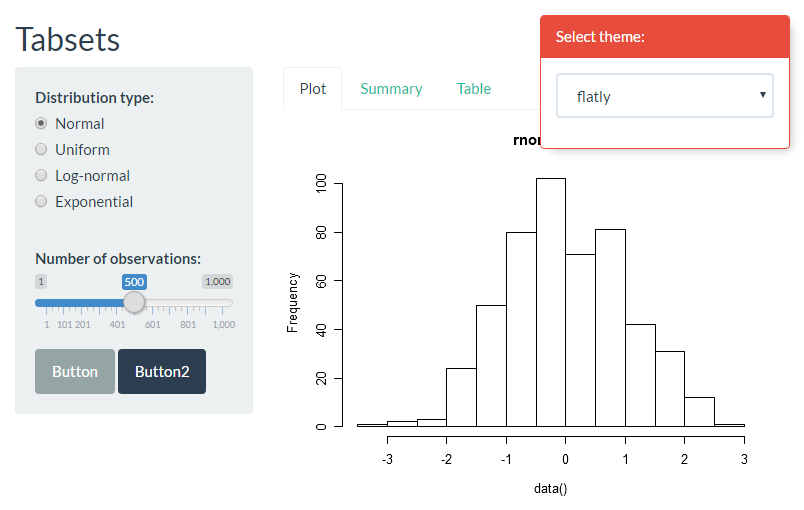 Tabsets
Select theme:
flatly
Distribution type:
Normal
Uniform
Log-normal
Exponential
Number of observations:
1 500 1,000
1 101 201 401 601 801 1,000
Button Button2
Plot Summary Table
Frequency
100
80
60
40
20
0
-3 -2 -1 0 1 2 3
data()